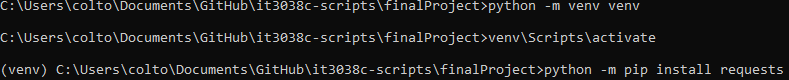 C:\Users\colto\Documents\GitHub\it3038c-scripts\finalProject>python -m venv venv
C:\Users\colto\Documents\GitHub\it3038c-scripts\finalProject>venv\Scripts\activate
(venv) C:\Users\colto\Documents\GitHub\it3038c-scripts\finalProject>python -m pip install requests